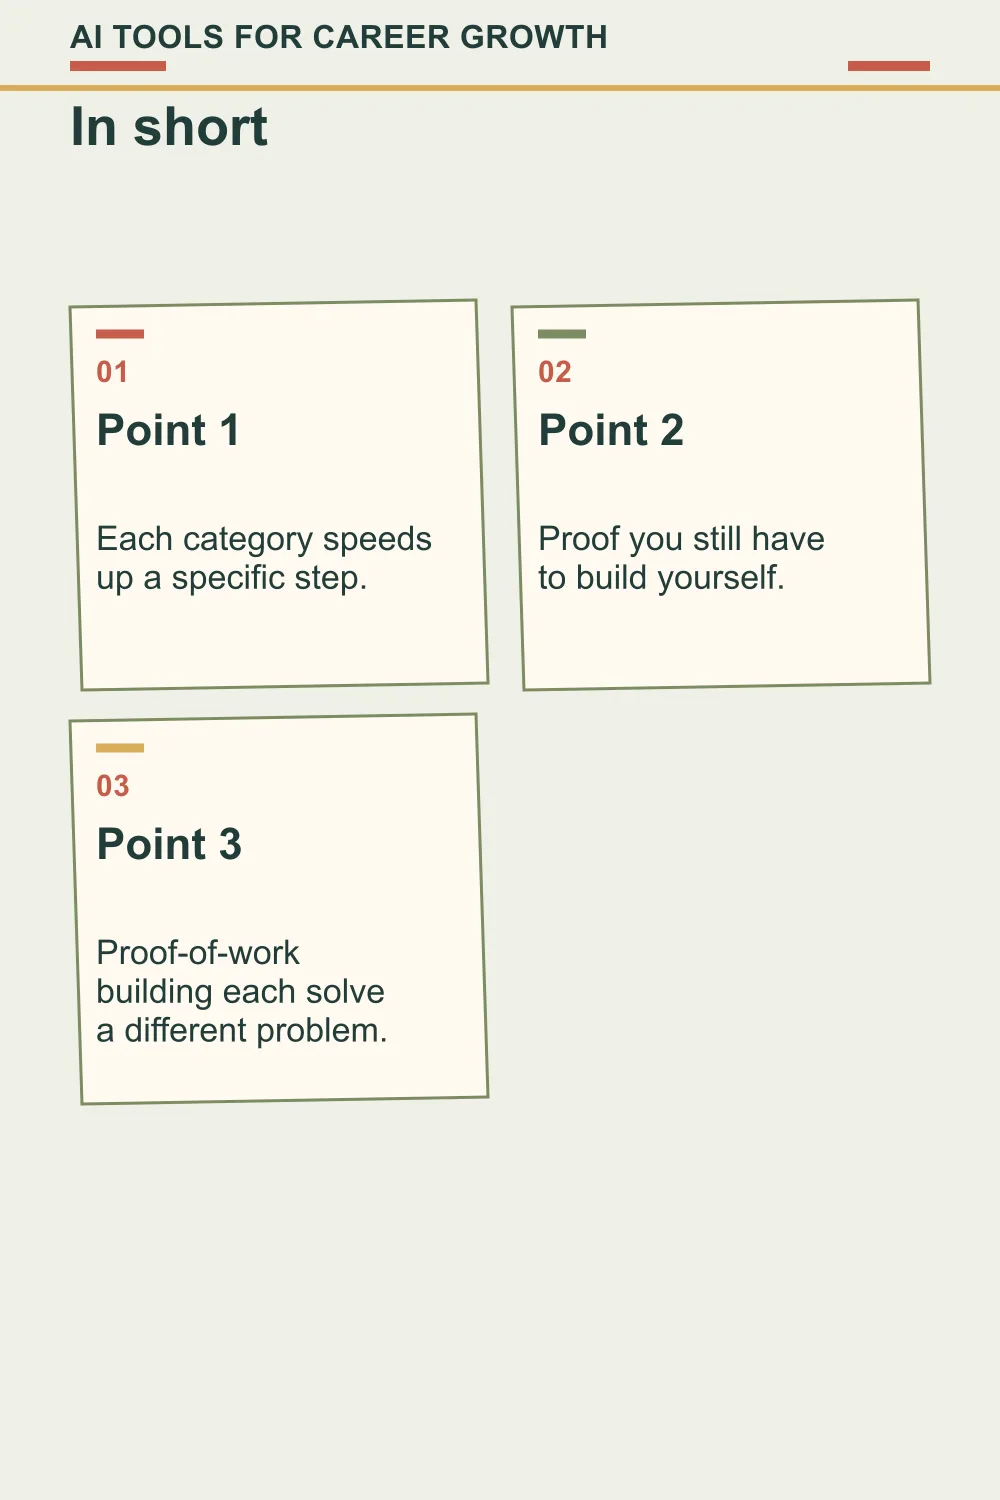 AI TOOLS FOR CAREER GROWTH
In short
01
Point 1
Each category speeds
up a specific step.
02
Point 2
Proof you still have
to build yourself.
03
Point 3
Proof-of-work
building each solve
a different problem.